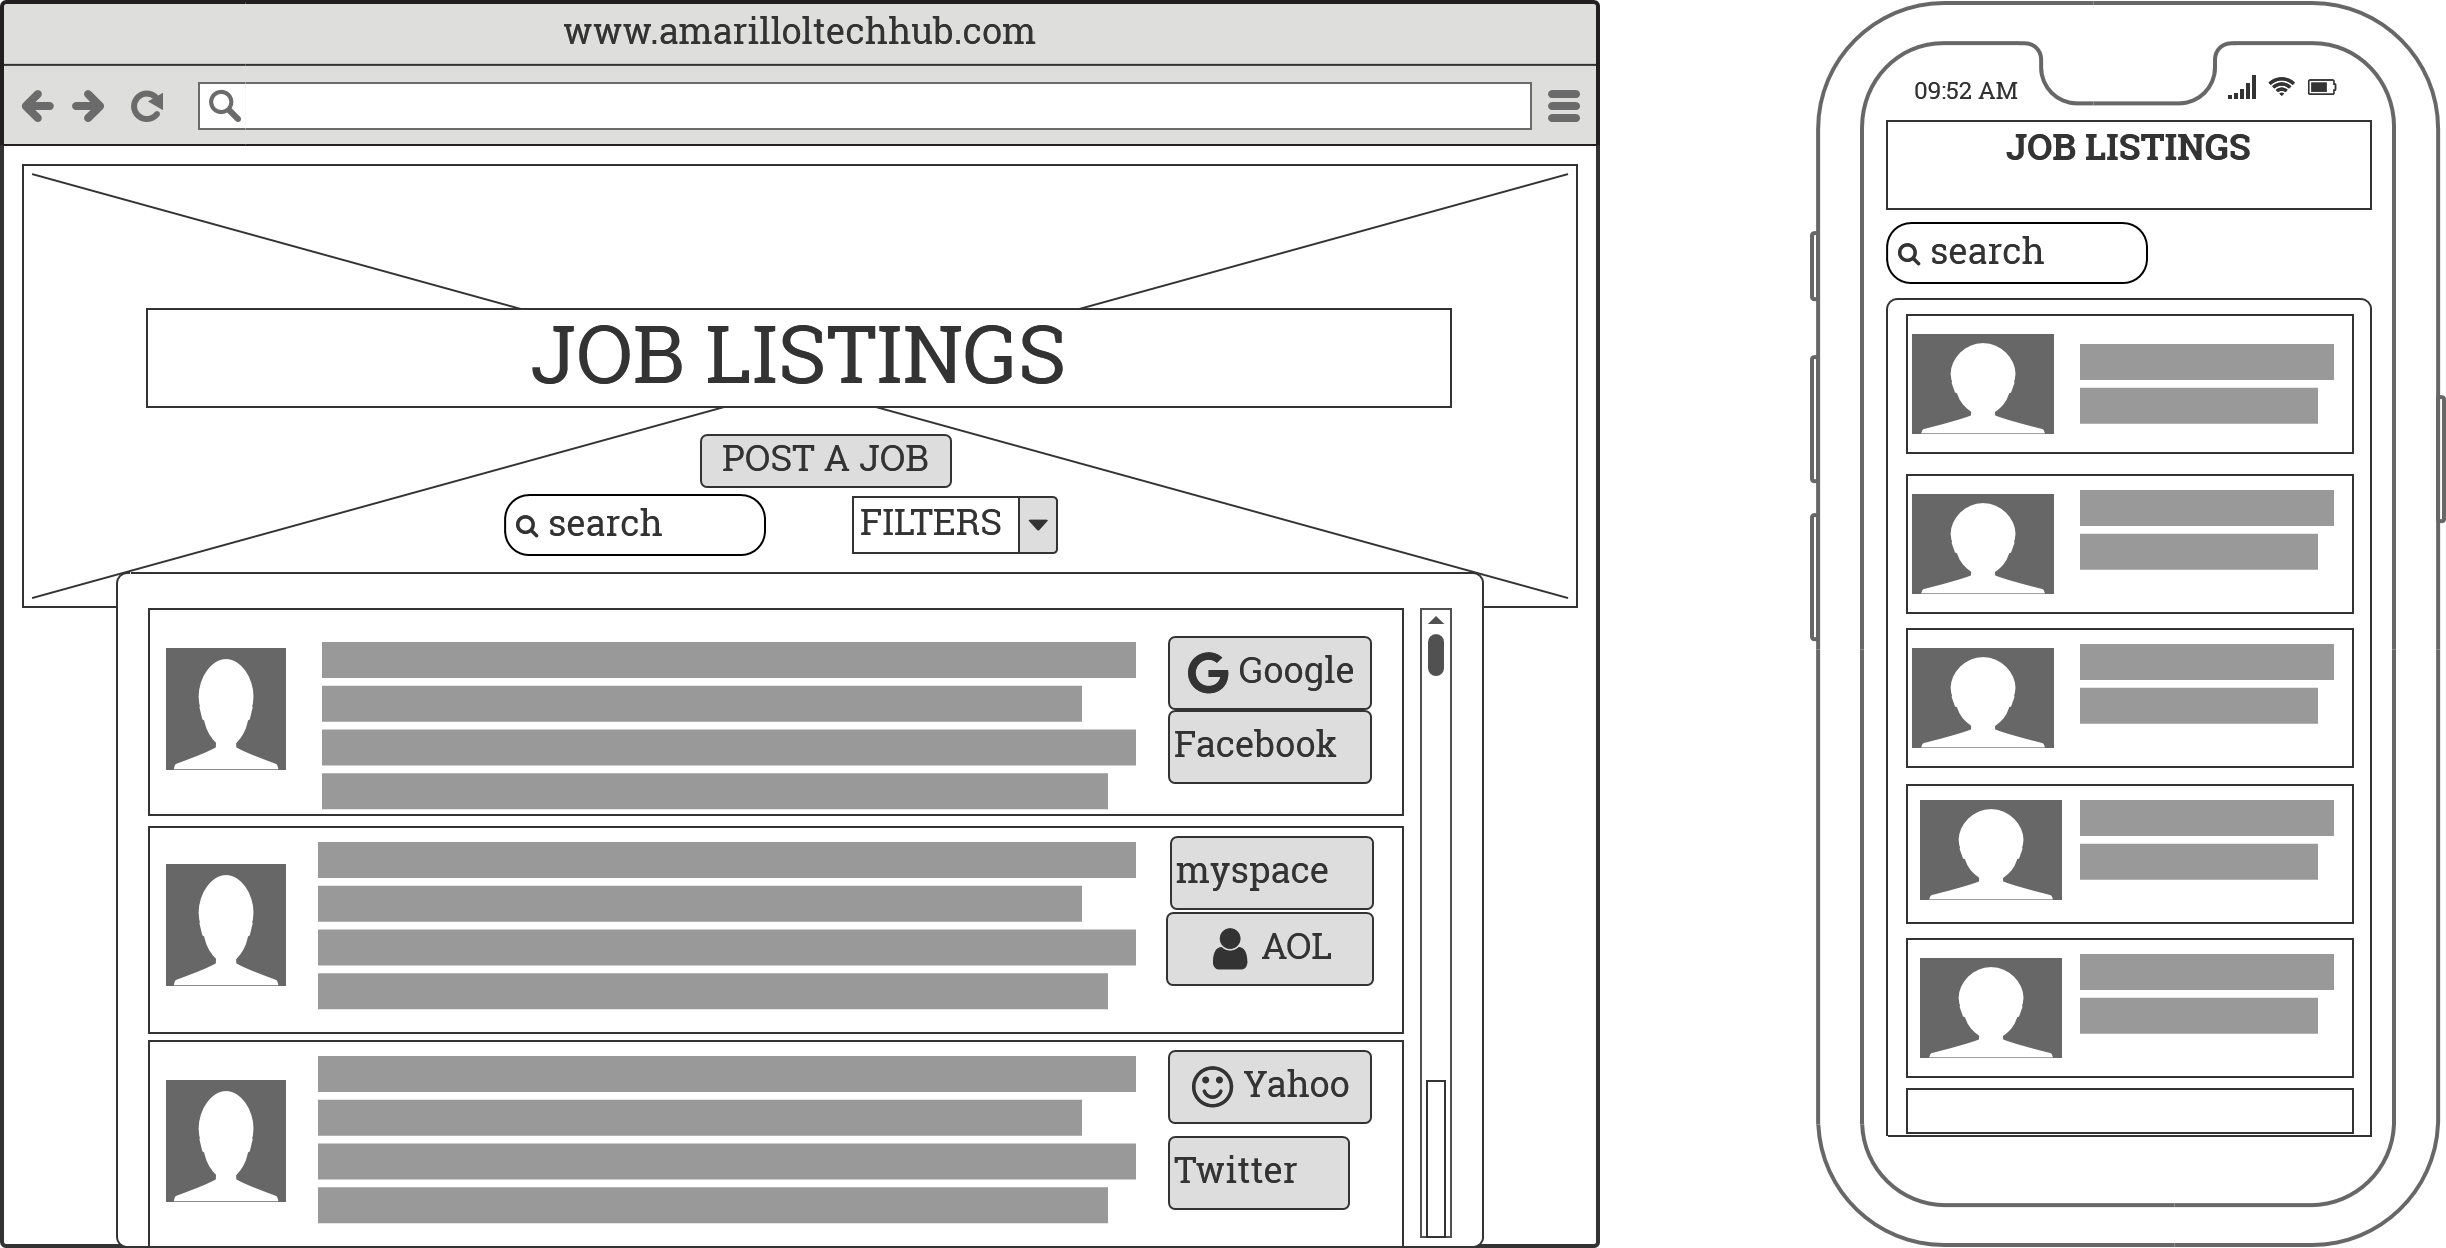 www.amarilloltechhub.com
JOB LISTINGS
POST A JOB
search
FILTERS
Google
Facebook
myspace
AOL
Yahoo
Twitter
09:52 AM
JOB LISTINGS
search